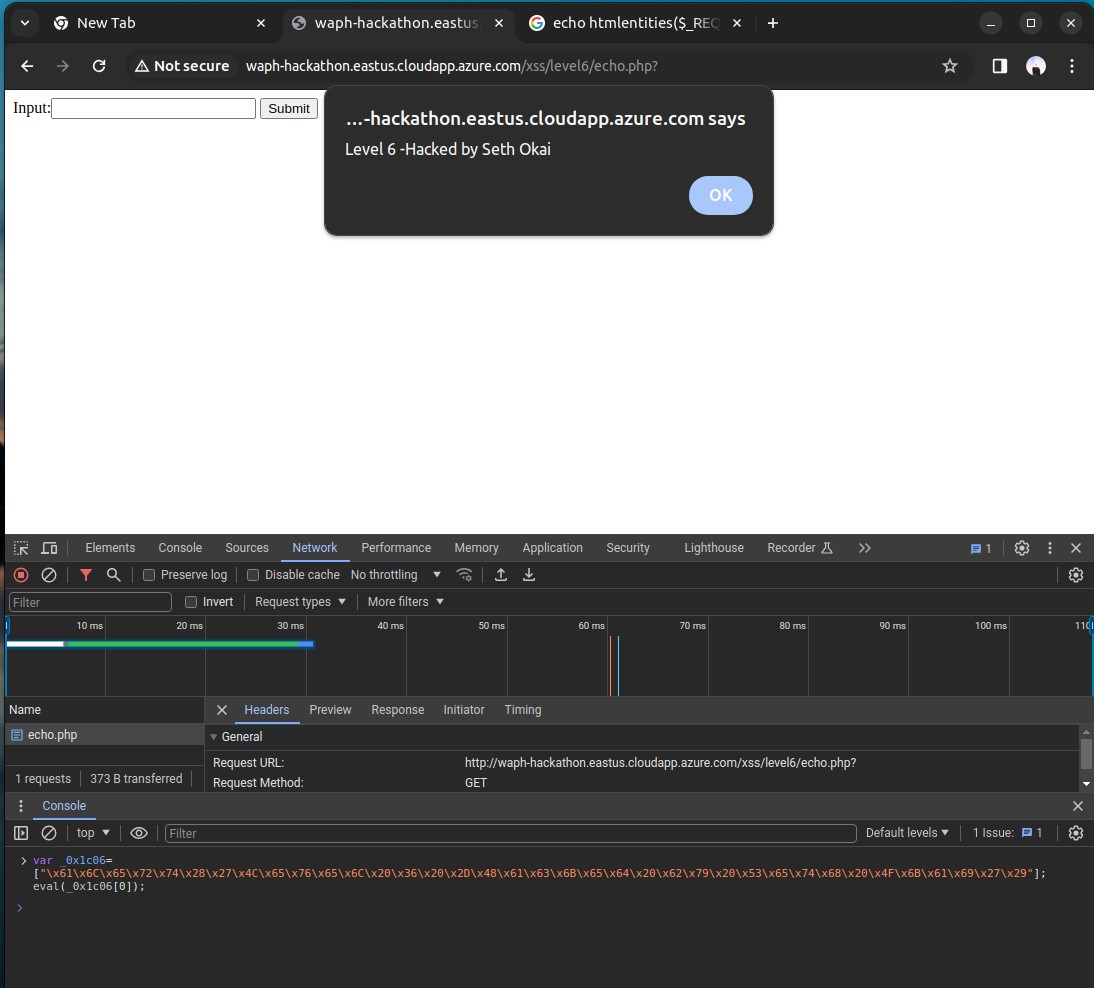 New Tab
waph-hackathon.eastus.
echo htmlentities($_REQ
Not secure
waph-hackathon.eastus.cloudapp.azure.com/xss/level6/echo.php?
Input:
Submit
...-hackathon.eastus.cloudapp.azure.com says
Level 6 -Hacked by Seth Okai
OK
Elements Console Sources Network Performance Memory Application Security Lighthouse Recorder 1
Preserve log Disable cache No throttling
Filter Invert Request types More filters
10 ms 20 ms 30 ms 40 ms 50 ms 60 ms 70 ms 80 ms 90 ms 100 ms 110
Name Headers Preview Response Initiator Timing
echo.php
General
Request URL: http://waph-hackathon.eastus.cloudapp.azure.com/xss/level6/echo.php?
Request Method: GET
1 requests 373 B transferred
Console
top Filter Default levels 1 Issue: 1
var _0x1c06=
["\x61\x6C\x65\x72\x74\x28\x27\x4C\x65\x76\x65\x6C\x20\x36\x20\x2D\x48\x61\x63\x6B\x65\x64\x20\x62\x79\x20\x53\x65\x74\x68\x20\x4F\x6B\x61\x69\x27\x29"];
eval(_0x1c06[0]);